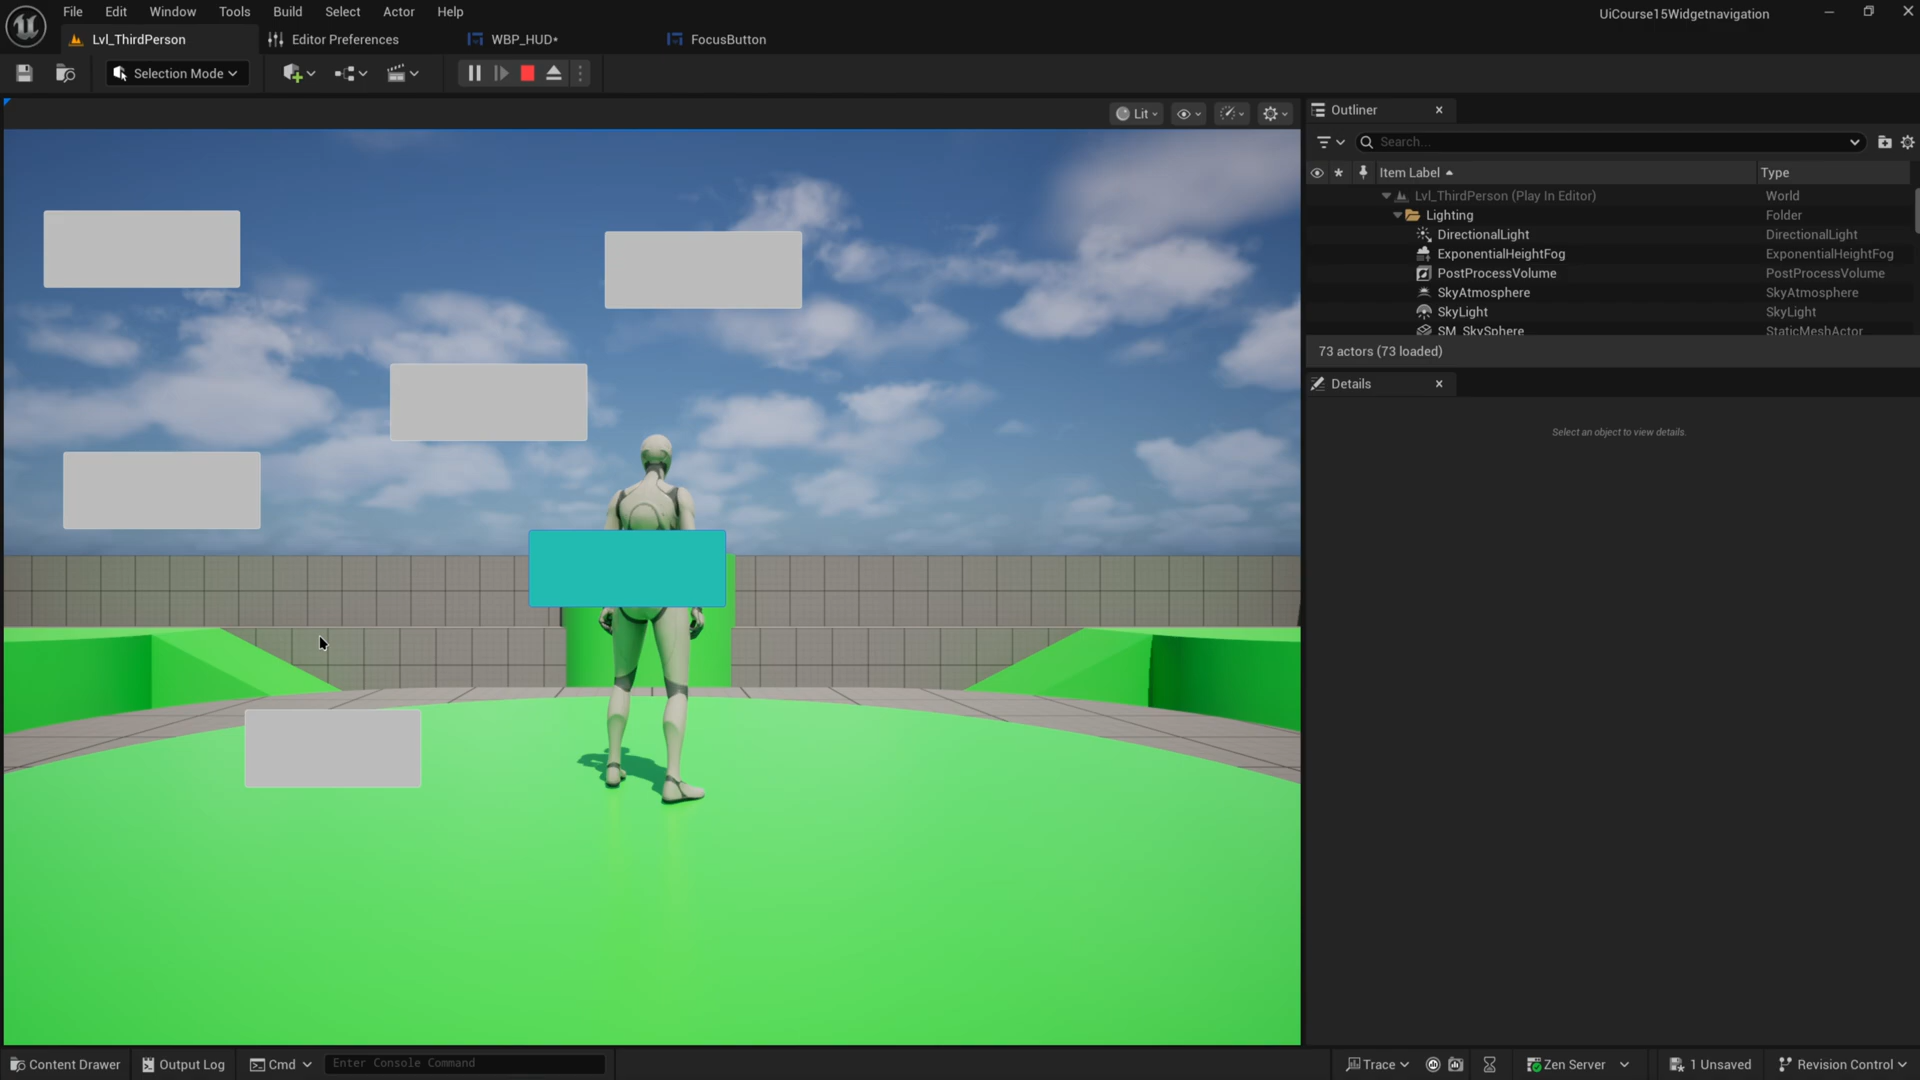 File Edit Window Tools Build Select Actor Help
UiCourse15Widgetnavigation
Lvl_ThirdPerson
Editor Preferences
WBP_HUD*
FocusButton
Selection Mode
Lit
Outliner
Search...
Item Label Type
Lvl_ThirdPerson (Play In Editor) World
Lighting Folder
DirectionalLight DirectionalLight
ExponentialHeightFog ExponentialHeightFog
PostProcessVolume PostProcessVolume
SkyAtmosphere SkyAtmosphere
SkyLight SkyLight
SM_SkySphere StaticMeshActor
73 actors (73 loaded)
Details
Select an object to view details.
Content Drawer Output Log Cmd Enter Console Command Trace Zen Server 1 Unsaved Revision Control